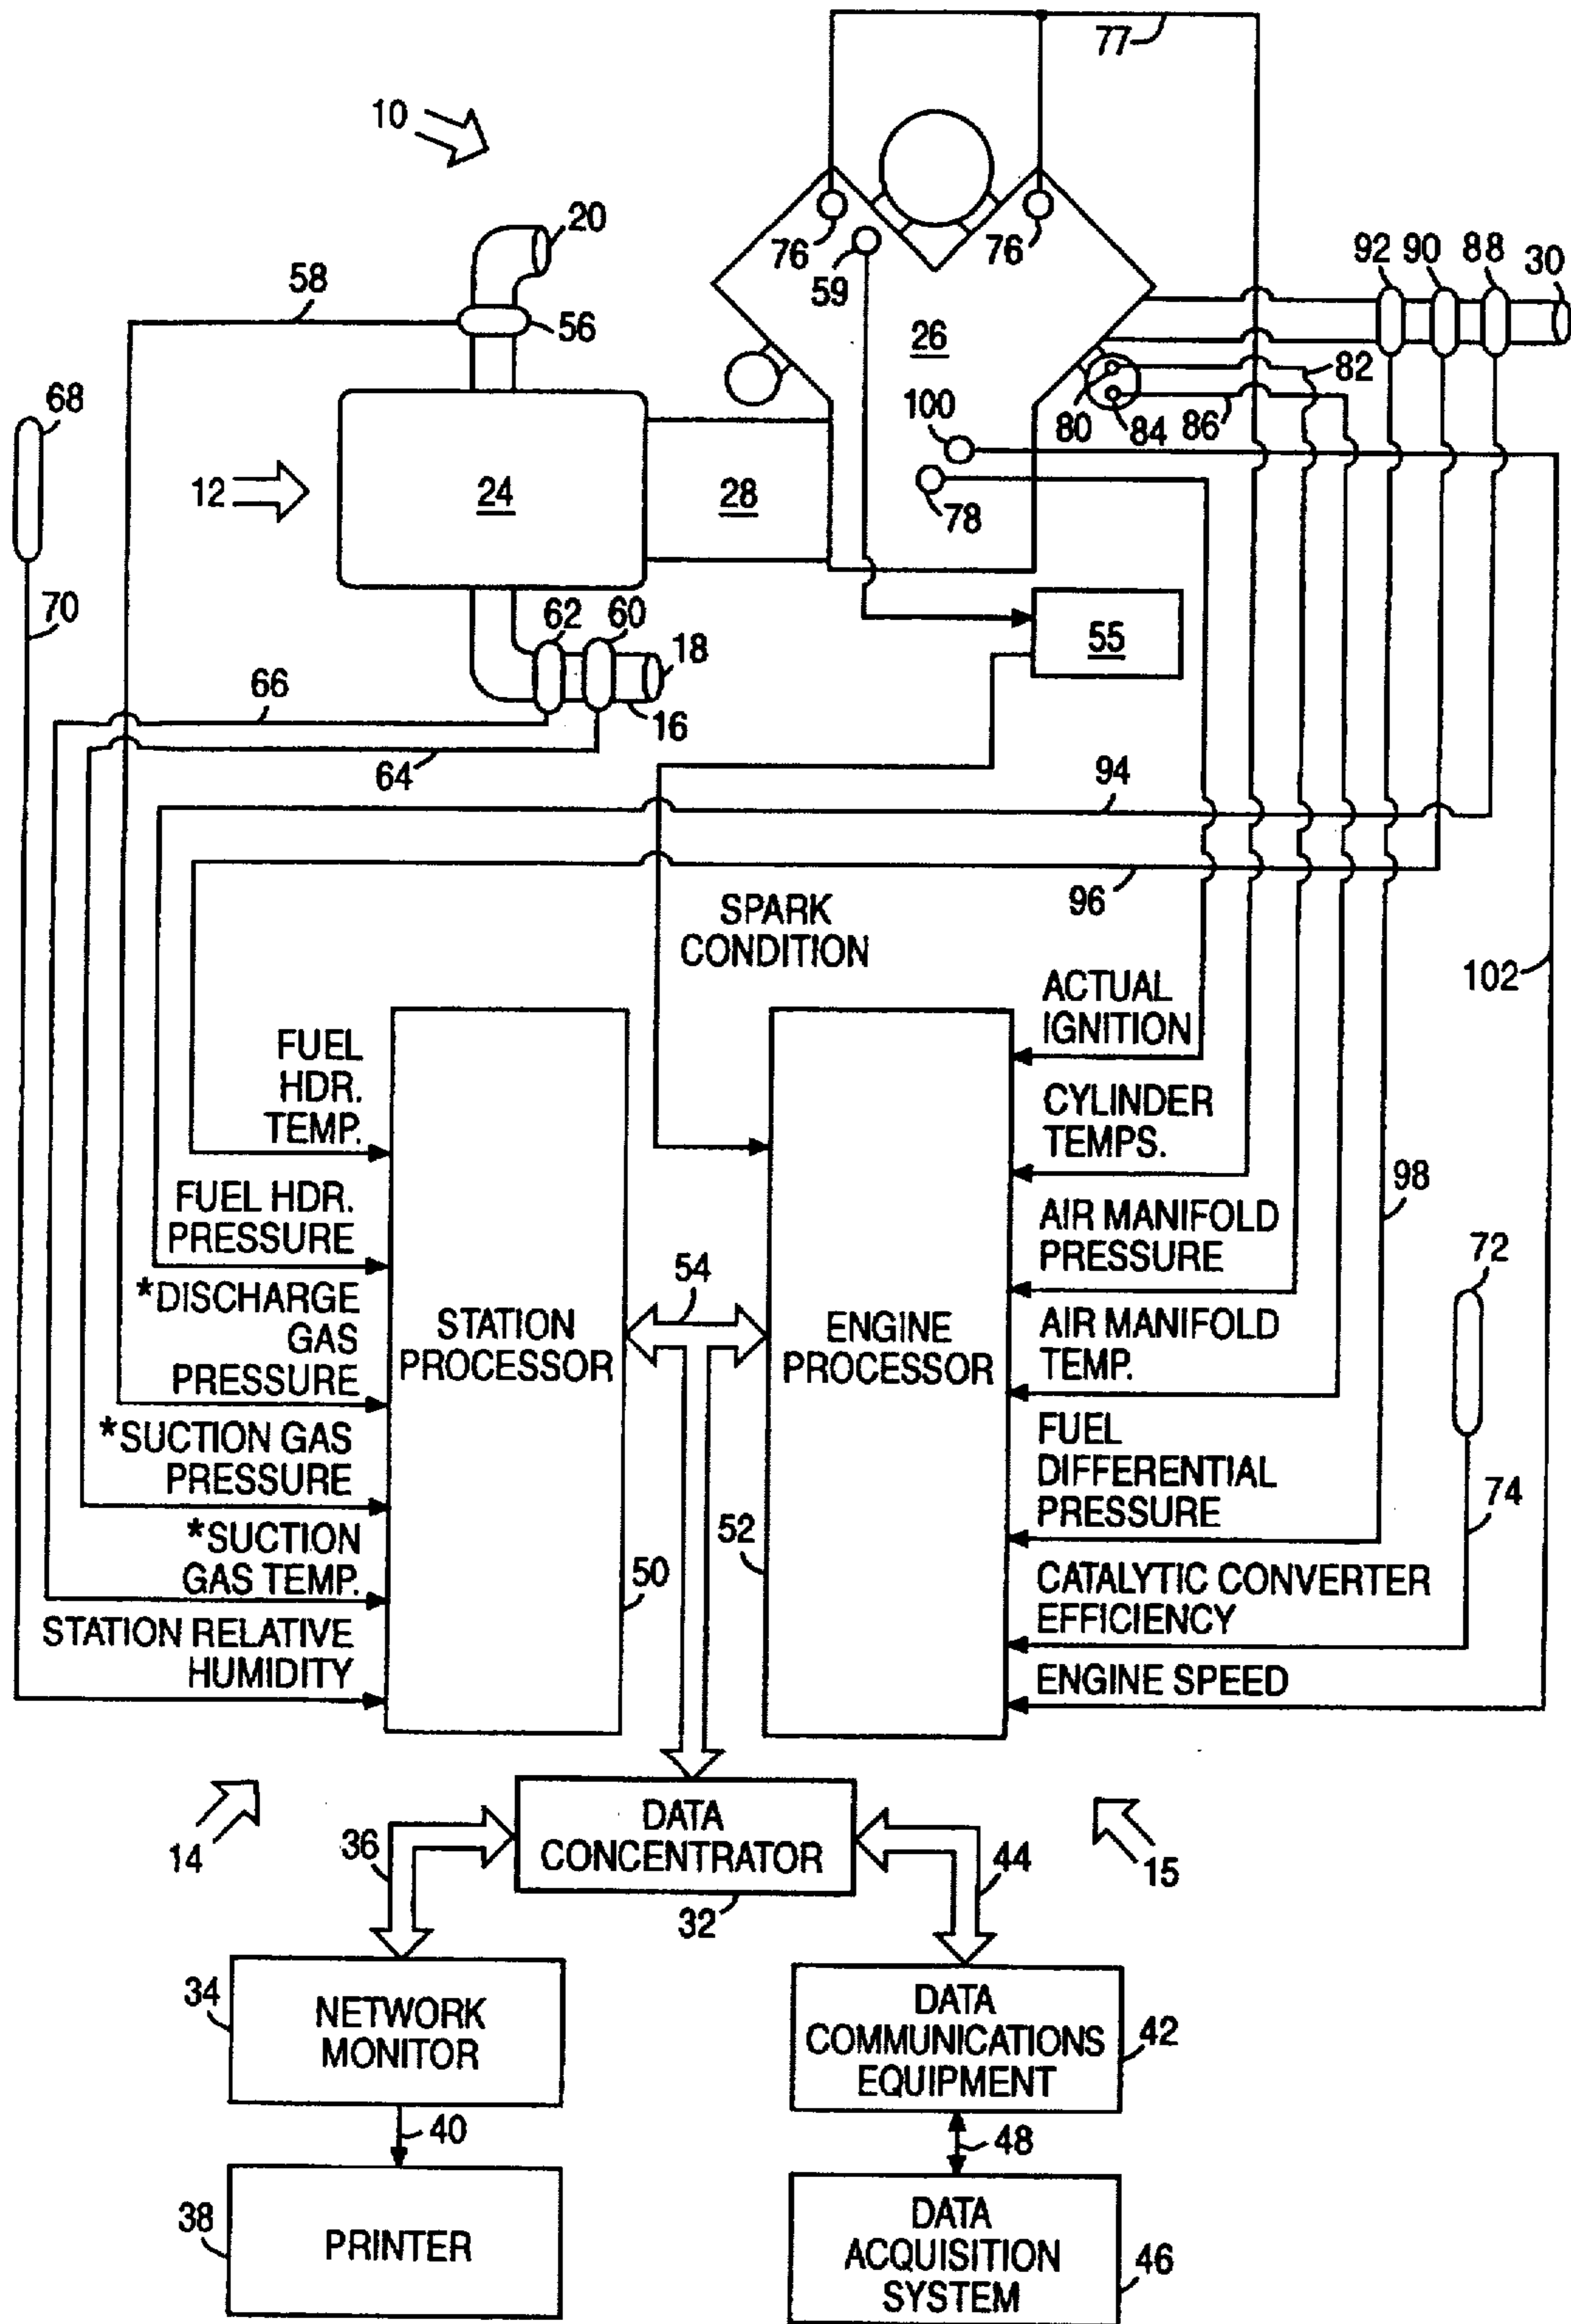 77
10
20
76
76
59
92
90
88
30
58
56
26
82
68
100
80
84
86
12
24
28
78
70
62
60
18
55
66
16
64
94
96
SPARK
CONDITION
102
ACTUAL
IGNITION
FUEL
HDR.
TEMP.
CYLINDER
TEMPS.
98
FUEL HDR.
PRESSURE
AIR MANIFOLD
PRESSURE
72
54
*DISCHARGE
GAS
PRESSURE
STATION
PROCESSOR
ENGINE
PROCESSOR
AIR MANIFOLD
TEMP.
*SUCTION GAS
PRESSURE
FUEL
DIFFERENTIAL
PRESSURE
74
*SUCTION
GAS TEMP.
50
52
CATALYTIC CONVERTER
EFFICIENCY
STATION RELATIVE
HUMIDITY
ENGINE SPEED
14
36
DATA
CONCENTRATOR
32
44
15
34
NETWORK
MONITOR
DATA
COMMUNICATIONS
EQUIPMENT
42
40
48
38
PRINTER
DATA
ACQUISITION
SYSTEM
46